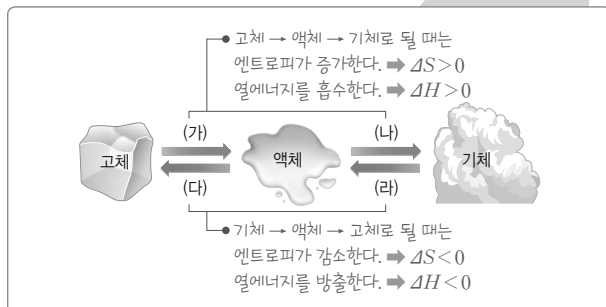 고체 → 액체 → 기체로 될 때는
엔트로피가 증가한다. ➡ ΔS>0
열에너지를 흡수한다. ➡ ΔH>0
(가) (나)
고체 액체 기체
(다) (라)
기체 → 액체 → 고체로 될 때는
엔트로피가 감소한다. ➡ ΔS<0
열에너지를 방출한다. ➡ ΔH<0